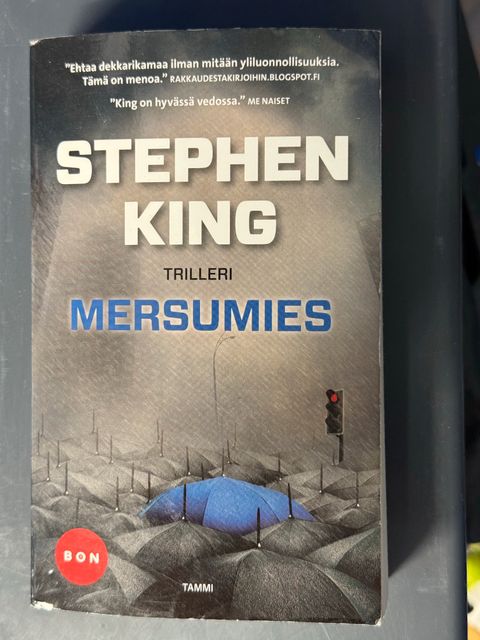 "Ehtaa dekkarikamaa ilman mitään yliluonnollisuuksia.
Tämä on menoa." RAKKAUDESTAKIRJOIHIN.BLOGSPOT.FI
"King on hyvässä vedossa." ME NAISET
STEPHEN
KING
TRILLERI
MERSUMIES
BON
TAMMI